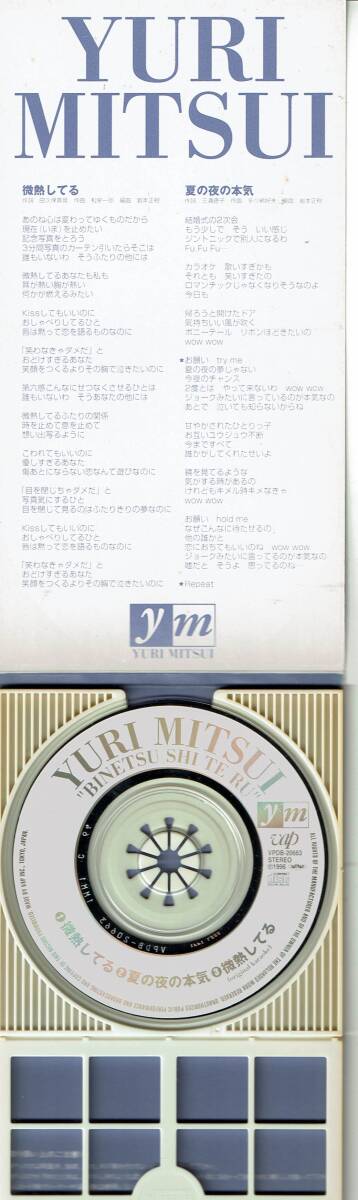 YURI
MITSUI
微熱してる
夏の夜の本気
あのね心は変わってゆくものだから
現在(いま)を止めたい
記念写真をとろう
3分間写真のカーテン引いたらそこは
誰もいないわ そうふたりの他には
微熱してるあなたも私も
耳が熱い胸が熱い
何かが燃えるみたい
Kissしてもいいのに
おしゃべりしてるひと
唇は黙って恋を語るものなのに
「笑わなきゃダメだ」と
おどけすぎるあなた
笑顔をつくるよりその胸で泣きたいのに
第六感こんなにせつなくさせるひとは
誰もいないわ そうあなたの他には
微熱してるふたりの関係
時を止めて息を止めて
想い出写るように
こわれてもいいのに
優しすぎるあなた
傷あとにならない恋なんて遊びなのに
「目を閉じちゃダメだ」と
写真気にするひと
目を閉じて見るのはふたりきりの夢なのに
Kissしてもいいのに
おしゃべりしてるひと
唇は黙って恋を語るものなのに
「笑わなきゃダメだ」と
おどけすぎるあなた
笑顔をつくるよりその胸で泣きたいのに
結婚式の2次会
もう少しで そう いい感じ
ジントニックで別人になるわ
Fu,Fu,Fu…
カラオケ 歌いすぎかも
それとも 笑いすぎたの
ロマンチックじゃなくなりそうなのよ
今日も
何ろうと開けたドア
気持ちいい風が吹く
ポニーテール リボンほどきたいの
wow wow
★お願い try me
夏の夜の夢じゃない
今夜のチャンス
2度とは やって来ないわ wow wow
ジョークみたいに言っているのが本気なの
あとで 泣いても知らないからね
甘やかされたひとりっ子
お互いユウジュウ不断
今まですべて
誰かがしてくれたせいよ
鏡を見てるような
気がする時があるの
けれどもキメル時キメなきゃ
wow wow
お願い hold me
なぜこんなに待たせるの
他の誰かと
恋におちてもいいのね wow wow
ジョークみたいに言ってるのが本気なの
嘘だと そうよ 思ってるのね…
★Repeat
ym
YURI MITSUI
YURI MITSUI
"BINETSU SHI TE RU"
ym
vap
VPDB-20663
STEREO
1996
❶微熱してる❷夏の夜の本気❸微熱してる
(original karaoke)